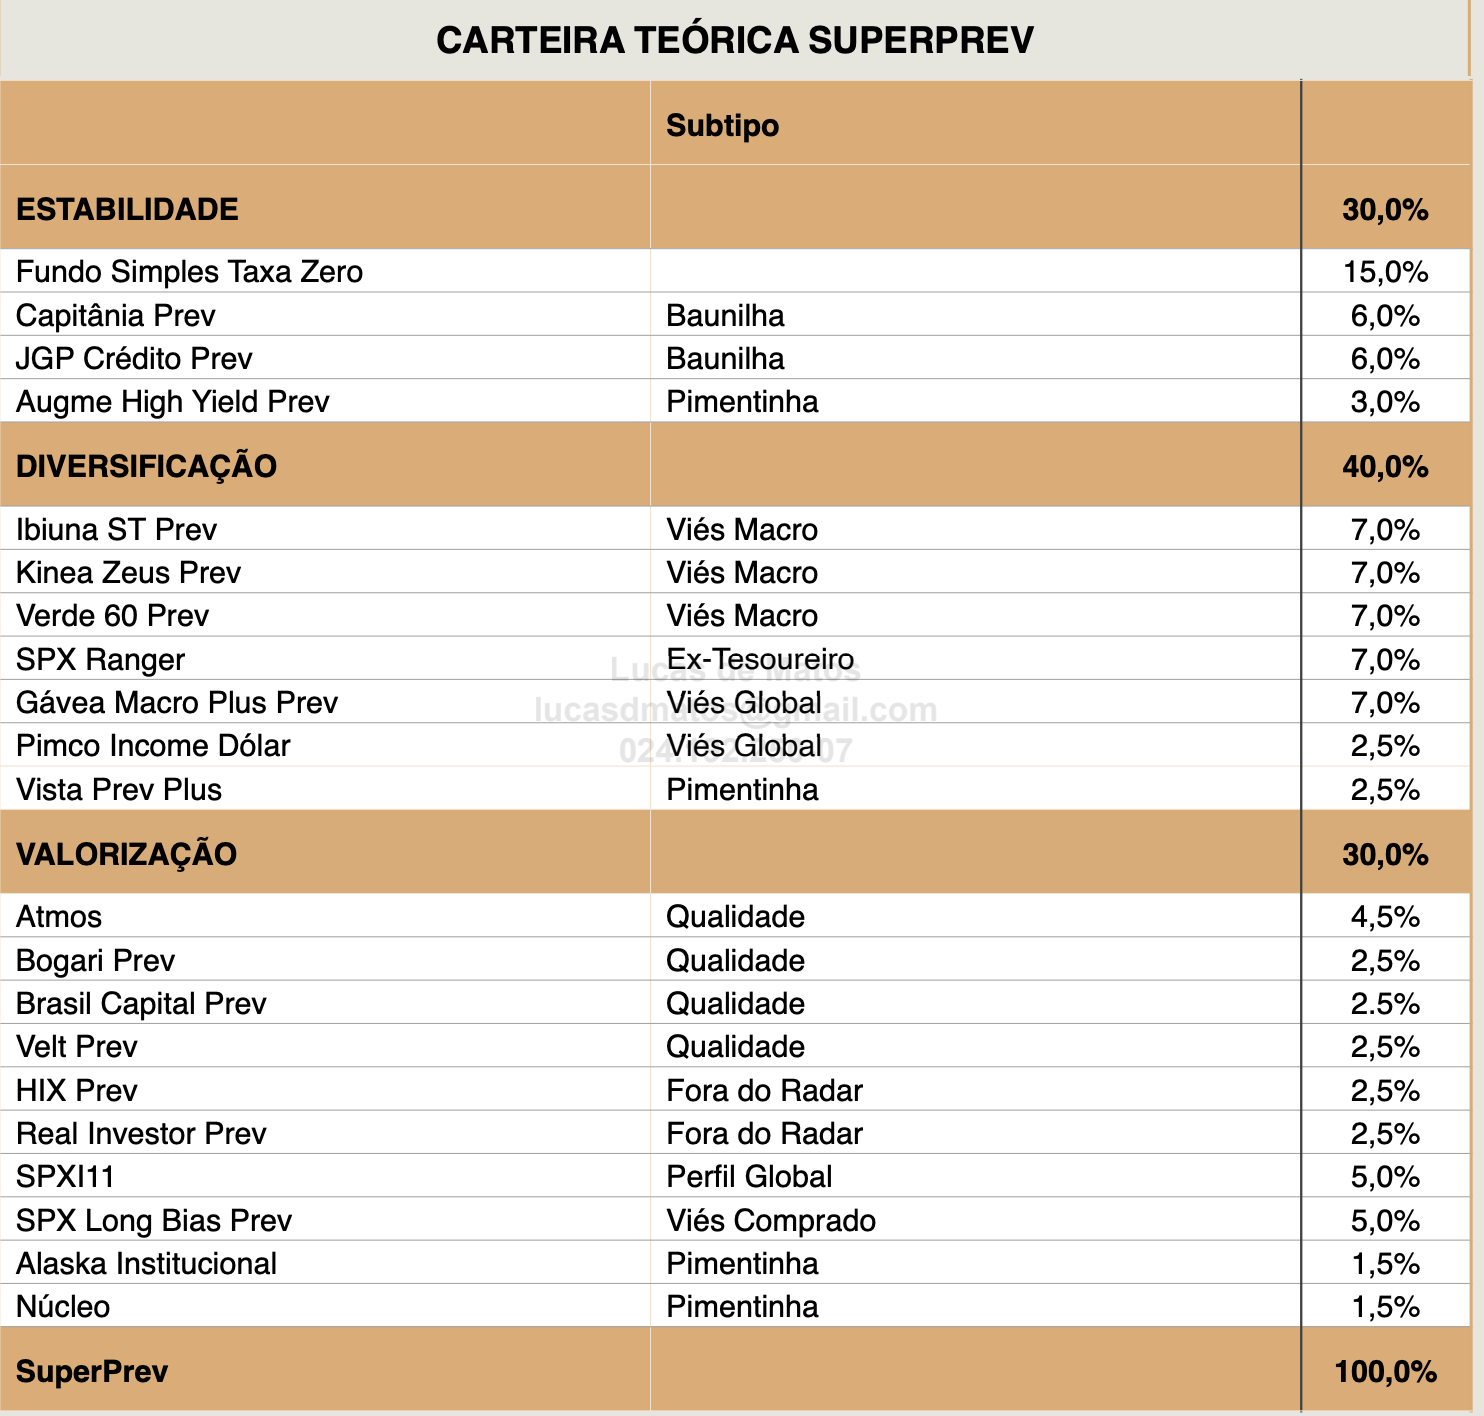 CARTEIRA TEÓRICA SUPERPREV
Subtipo
ESTABILIDADE 30,0%
Fundo Simples Taxa Zero 15,0%
Capitânia Prev Baunilha 6,0%
JGP Crédito Prev Baunilha 6,0%
Augme High Yield Prev Pimentinha 3,0%
DIVERSIFICAÇÃO 40,0%
Ibiuna ST Prev Viés Macro 7,0%
Kinea Zeus Prev Viés Macro 7,0%
Verde 60 Prev Viés Macro 7,0%
SPX Ranger Ex-Tesoureiro 7,0%
Lucas de Matos
Gávea Macro Plus Prev Viés Global 7,0%
lucasdmatos@gmail.com
Pimco Income Dólar Viés Global 2,5%
Vista Prev Plus Pimentinha 2,5%
VALORIZAÇÃO 30,0%
Atmos Qualidade 4,5%
Bogari Prev Qualidade 2,5%
Brasil Capital Prev Qualidade 2.5%
Velt Prev Qualidade 2,5%
HIX Prev Fora do Radar 2,5%
Real Investor Prev Fora do Radar 2,5%
SPXI11 Perfil Global 5,0%
SPX Long Bias Prev Viés Comprado 5,0%
Alaska Institucional Pimentinha 1,5%
Núcleo Pimentinha 1,5%
SuperPrev 100,0%